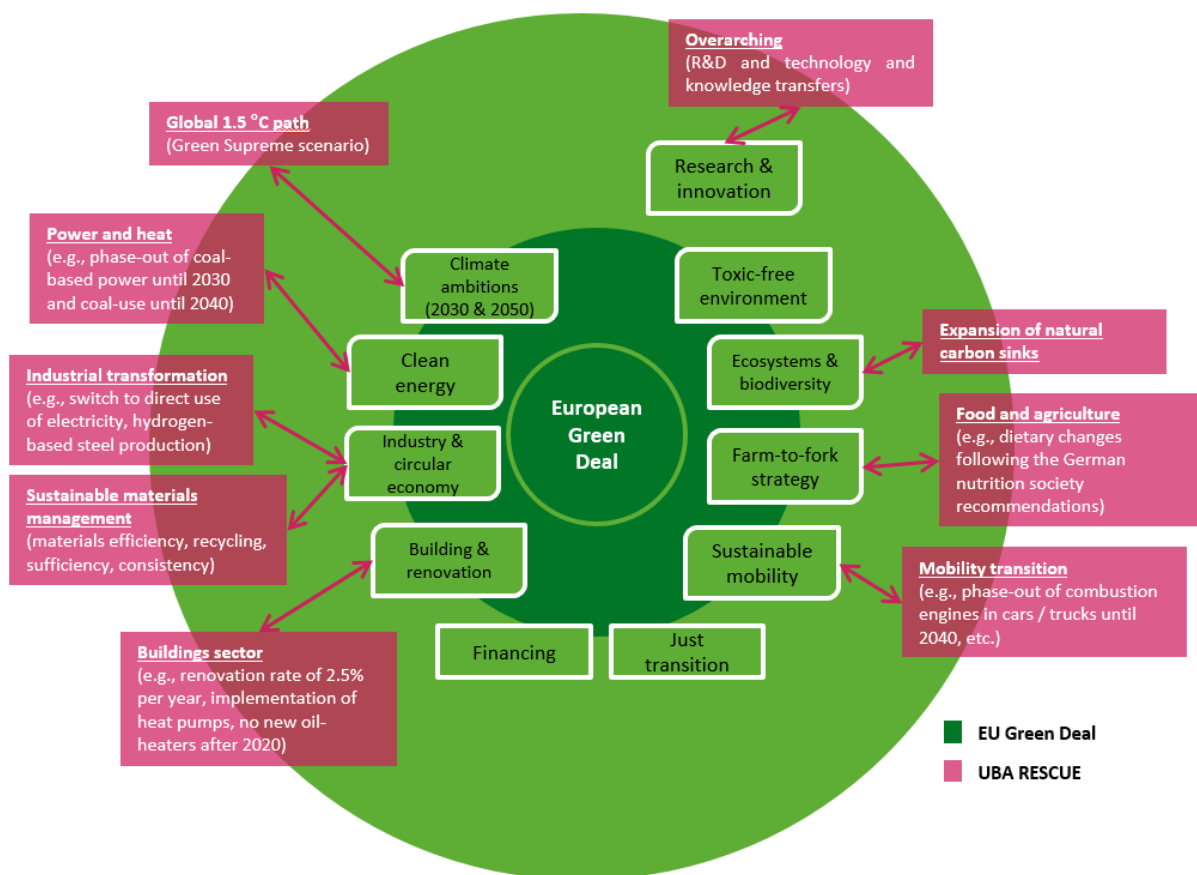 Overarching
(R&D and technology and
knowledge transfers)
Global 1.5 °C path
(Green Supreme scenario)
Research &
innovation
Power and heat
(e.g., phase-out of coal-
based power until 2030
and coal-use until 2040)
Climate
ambitions
(2030 & 2050)
Toxic-free
environment
Clean
energy
Ecosystems &
biodiversity
Expansion of natural
carbon sinks
Industrial transformation
(e.g., switch to direct use
of electricity, hydrogen-
based steel production)
European
Green
Deal
Industry &
circular
economy
Farm-to-fork
strategy
Food and agriculture
(e.g., dietary changes
following the German
nutrition society
recommendations)
Sustainable materials
management
(materials efficiency, recycling,
sufficiency, consistency)
Building &
renovation
Sustainable
mobility
Mobility transition
(e.g., phase-out of combustion
engines in cars / trucks until
2040, etc.)
Buildings sector
(e.g., renovation rate of 2.5%
per year, implementation of
heat pumps, no new oil-
heaters after 2020)
Financing
Just
transition
EU Green Deal
UBA RESCUE